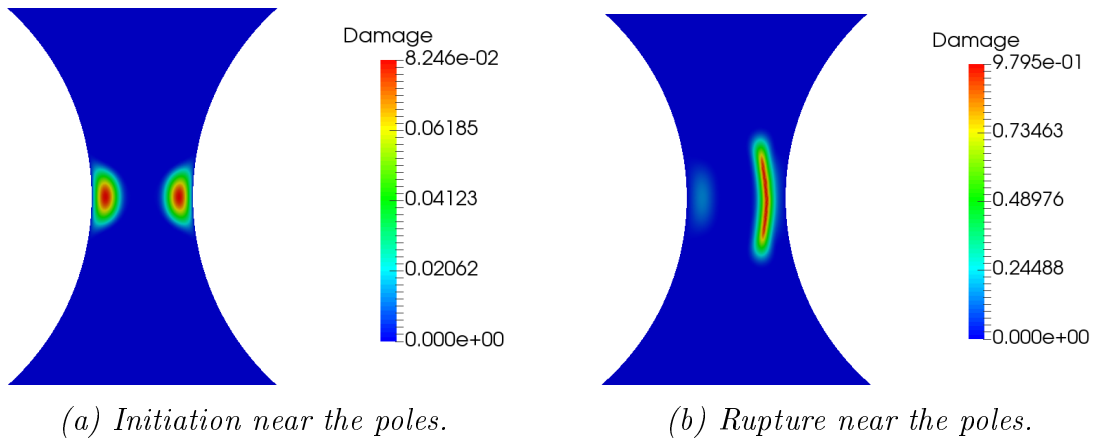 Damage
8.246e-02
0.06185
0.04123
0.02062
0.000e+00
(a) Initiation near the poles.
Damage
9.795e-01
0.73463
0.48976
0.24488
0.000e+00
(b) Rupture near the poles.